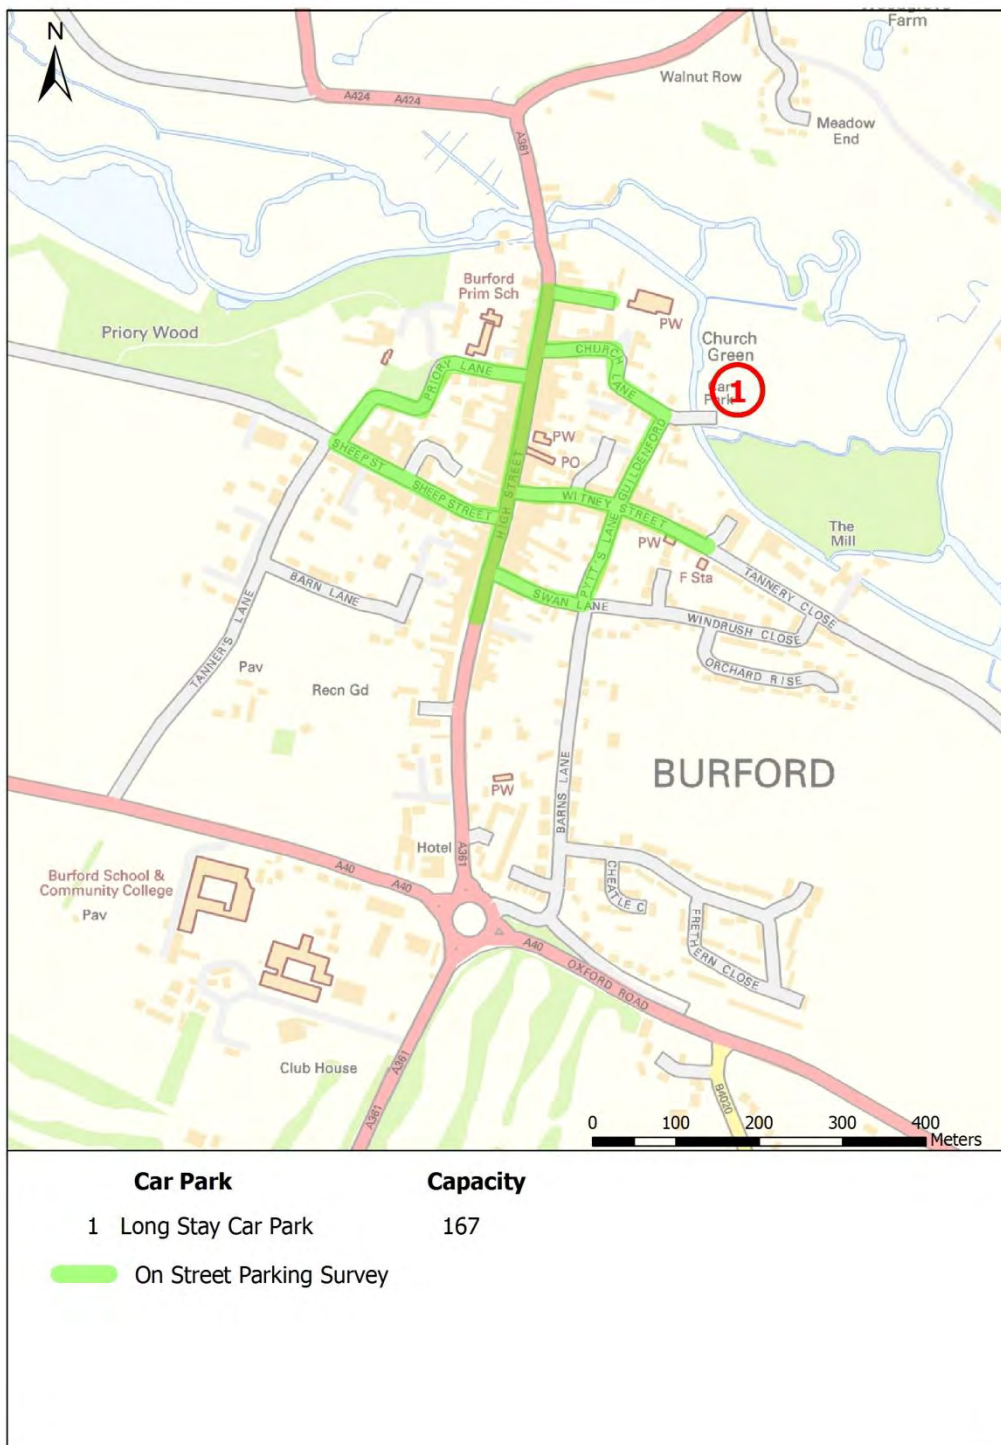 Farm
N
Walnut Row
A424 A424
Meadow
End
A361
Burford
Prim Sch
PW
Priory Wood
Church
Green
Car
Park
1
CHURCH
LANE
PRIORY LANE
GUILDENFORD
SHEEP ST
SHEEP STREET
HIGH STREET
PW
PO
WITNEY STREET
The
Mill
PW
F Sta
PYTT'S LANE
TANNERY CLOSE
BARN LANE
SWAN LANE
WINDRUSH CLOSE
TANNER'S LANE
ORCHARD RISE
Pav
Recn Gd
BURFORD
PW
BARNS LANE
Hotel
A361
A40
A40
Burford School &
Community College
Pav
CHEATLE C
FRETHERN CLOSE
A40
OXFORD ROAD
Club House
A361
A361
B4020
0 100 200 300 400
Meters
Car Park Capacity
1 Long Stay Car Park 167
On Street Parking Survey